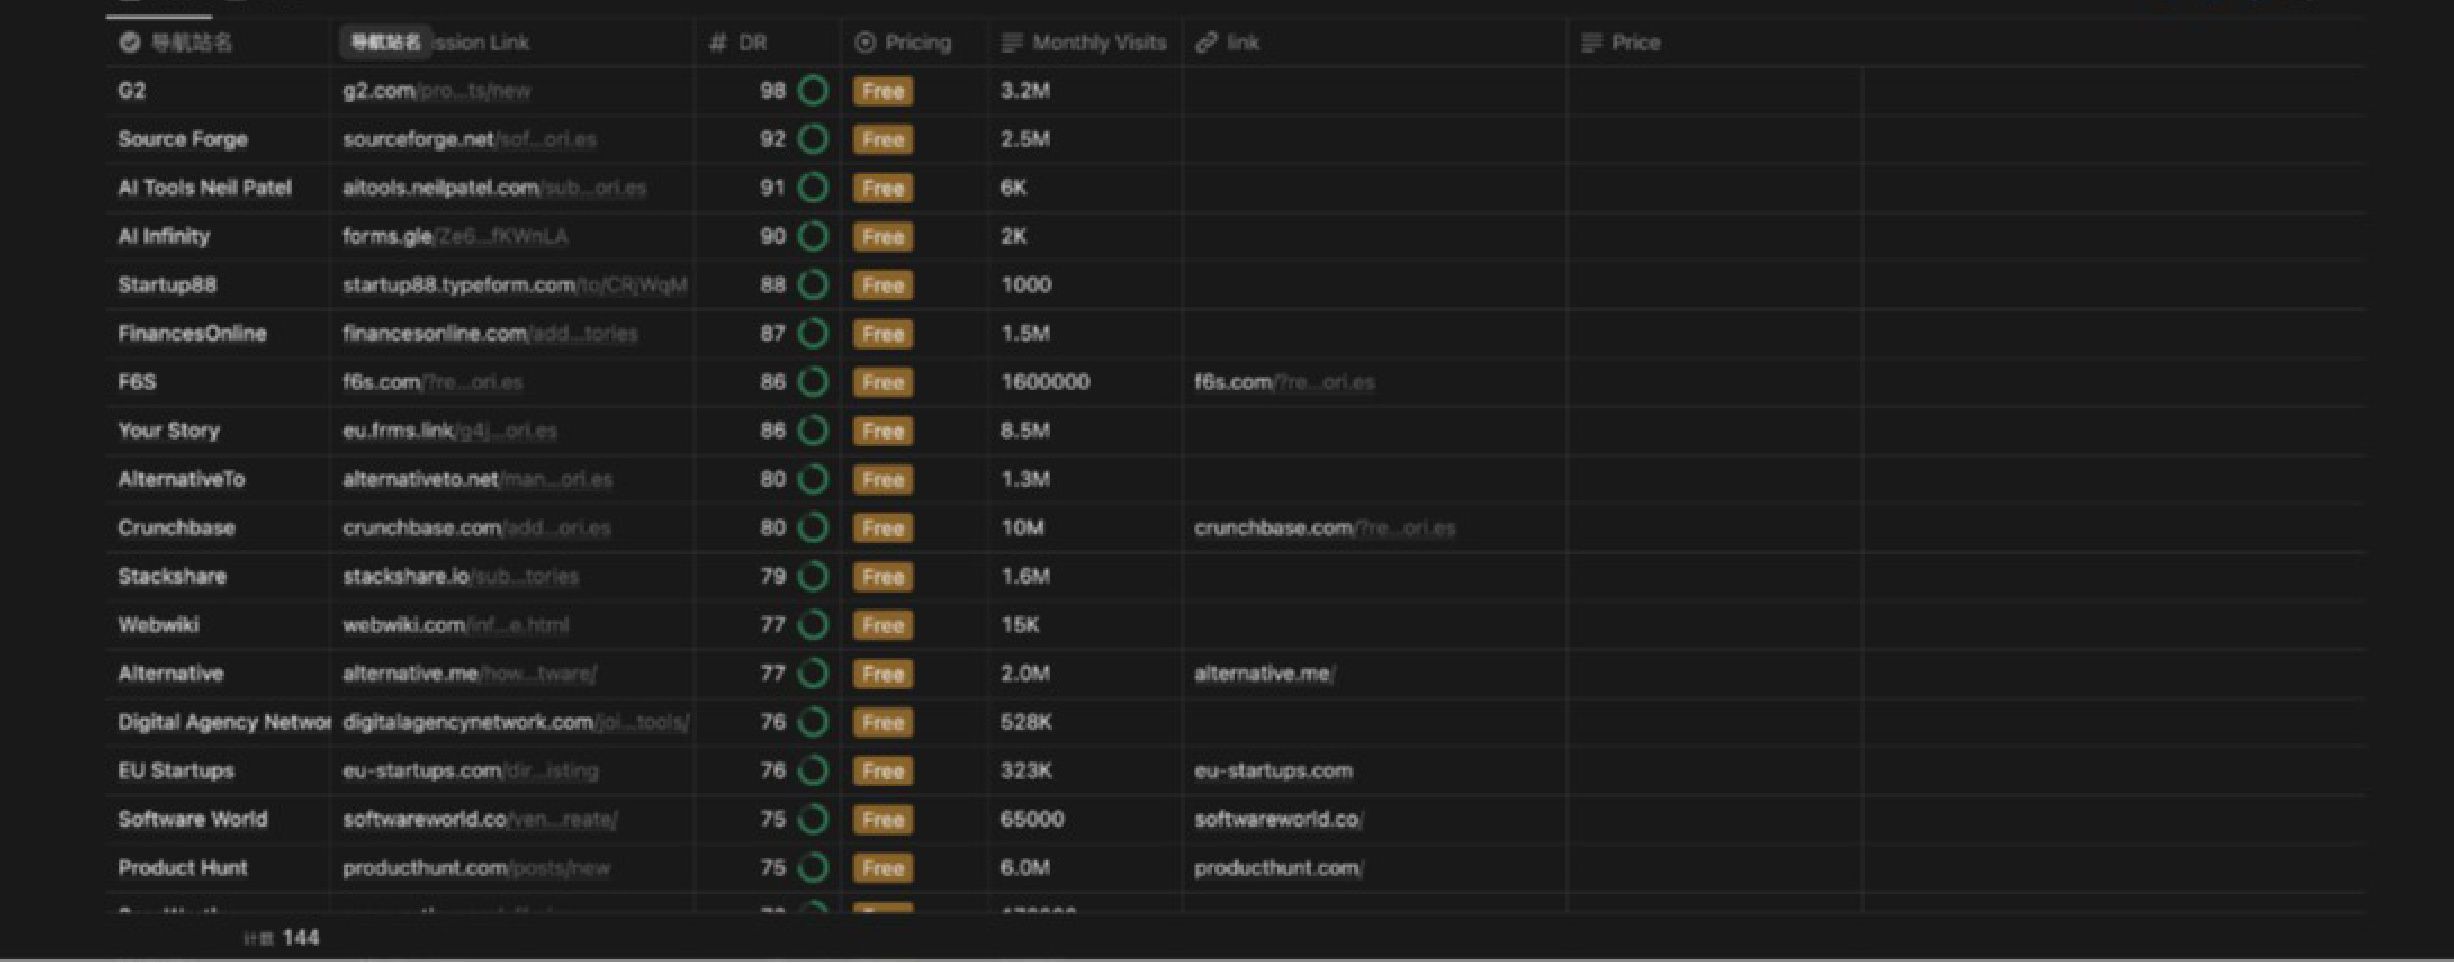 导航站名 导航站名 ission Link # DR Pricing Monthly Visits link Price
G2 g2.com/pro...ts/new 98 Free 3.2M
Source Forge sourceforge.net/sof...ori.es 92 Free 2.5M
AI Tools Neil Patel aitools.neilpatel.com/sub...ori.es 91 Free 6K
AI Infinity forms.gle/Ze6...fKWnLA 90 Free 2K
Startup88 startup88.typeform.com/to/CRjWqM 88 Free 1000
FinancesOnline financesonline.com/add...tories 87 Free 1.5M
F6S f6s.com/?re...ori.es 86 Free 1600000 f6s.com/?re...ori.es
Your Story eu.frms.link/g4j...ori.es 86 Free 8.5M
AlternativeTo alternativeto.net/man...ori.es 80 Free 1.3M
Crunchbase crunchbase.com/add...ori.es 80 Free 10M crunchbase.com/?re...ori.es
Stackshare stackshare.io/sub...tories 79 Free 1.6M
Webwiki webwiki.com/inf...e.html 77 Free 15K
Alternative alternative.me/how...tware/ 77 Free 2.0M alternative.me/
Digital Agency Networ digitalagencynetwork.com/joi...tools/ 76 Free 528K
EU Startups eu-startups.com/dir...isting 76 Free 323K eu-startups.com
Software World softwareworld.co/ven...reate/ 75 Free 65000 softwareworld.co/
Product Hunt producthunt.com/posts/new 75 Free 6.0M producthunt.com/
计数 144